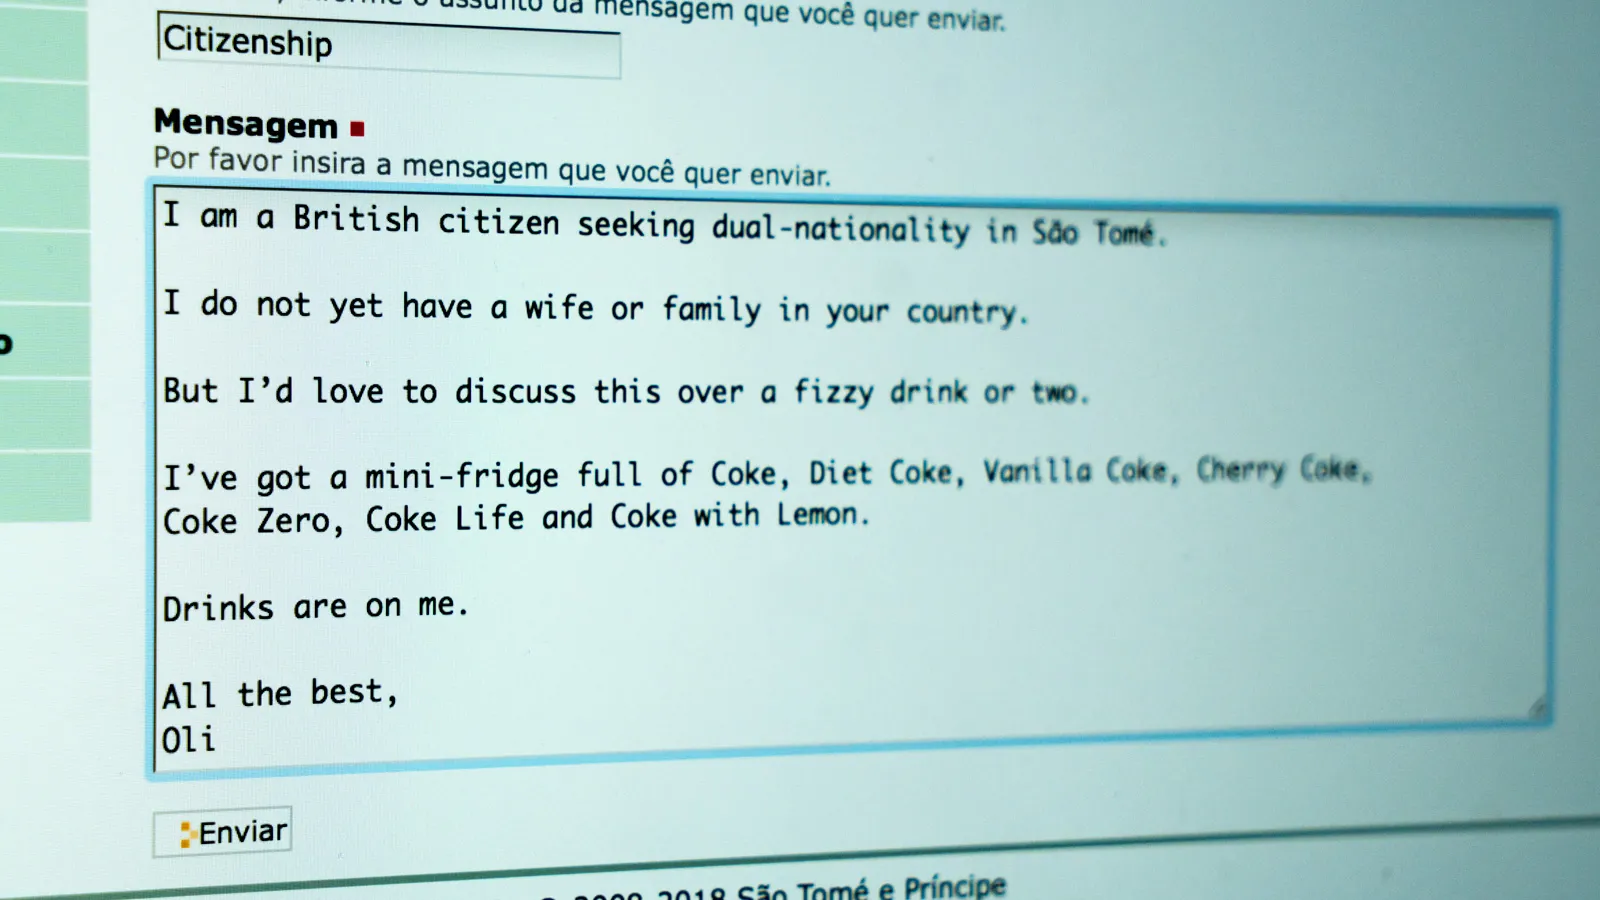 assunto da mensagem que você quer enviar.
Citizenship
Mensagem
Por favor insira a mensagem que você quer enviar.
I am a British citizen seeking dual-nationality in São Tomé.
I do not yet have a wife or family in your country.
But I’d love to discuss this over a fizzy drink or two.
I’ve got a mini-fridge full of Coke, Diet Coke, Vanilla Coke, Cherry Coke,
Coke Zero, Coke Life and Coke with Lemon.
Drinks are on me.
All the best,
Oli
Enviar
2018 São Tomé e Príncipe